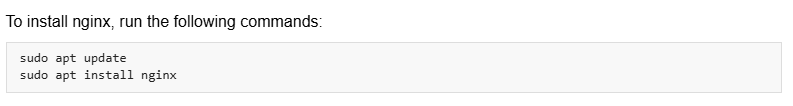 To install nginx, run the following commands:
sudo apt update
sudo apt install nginx